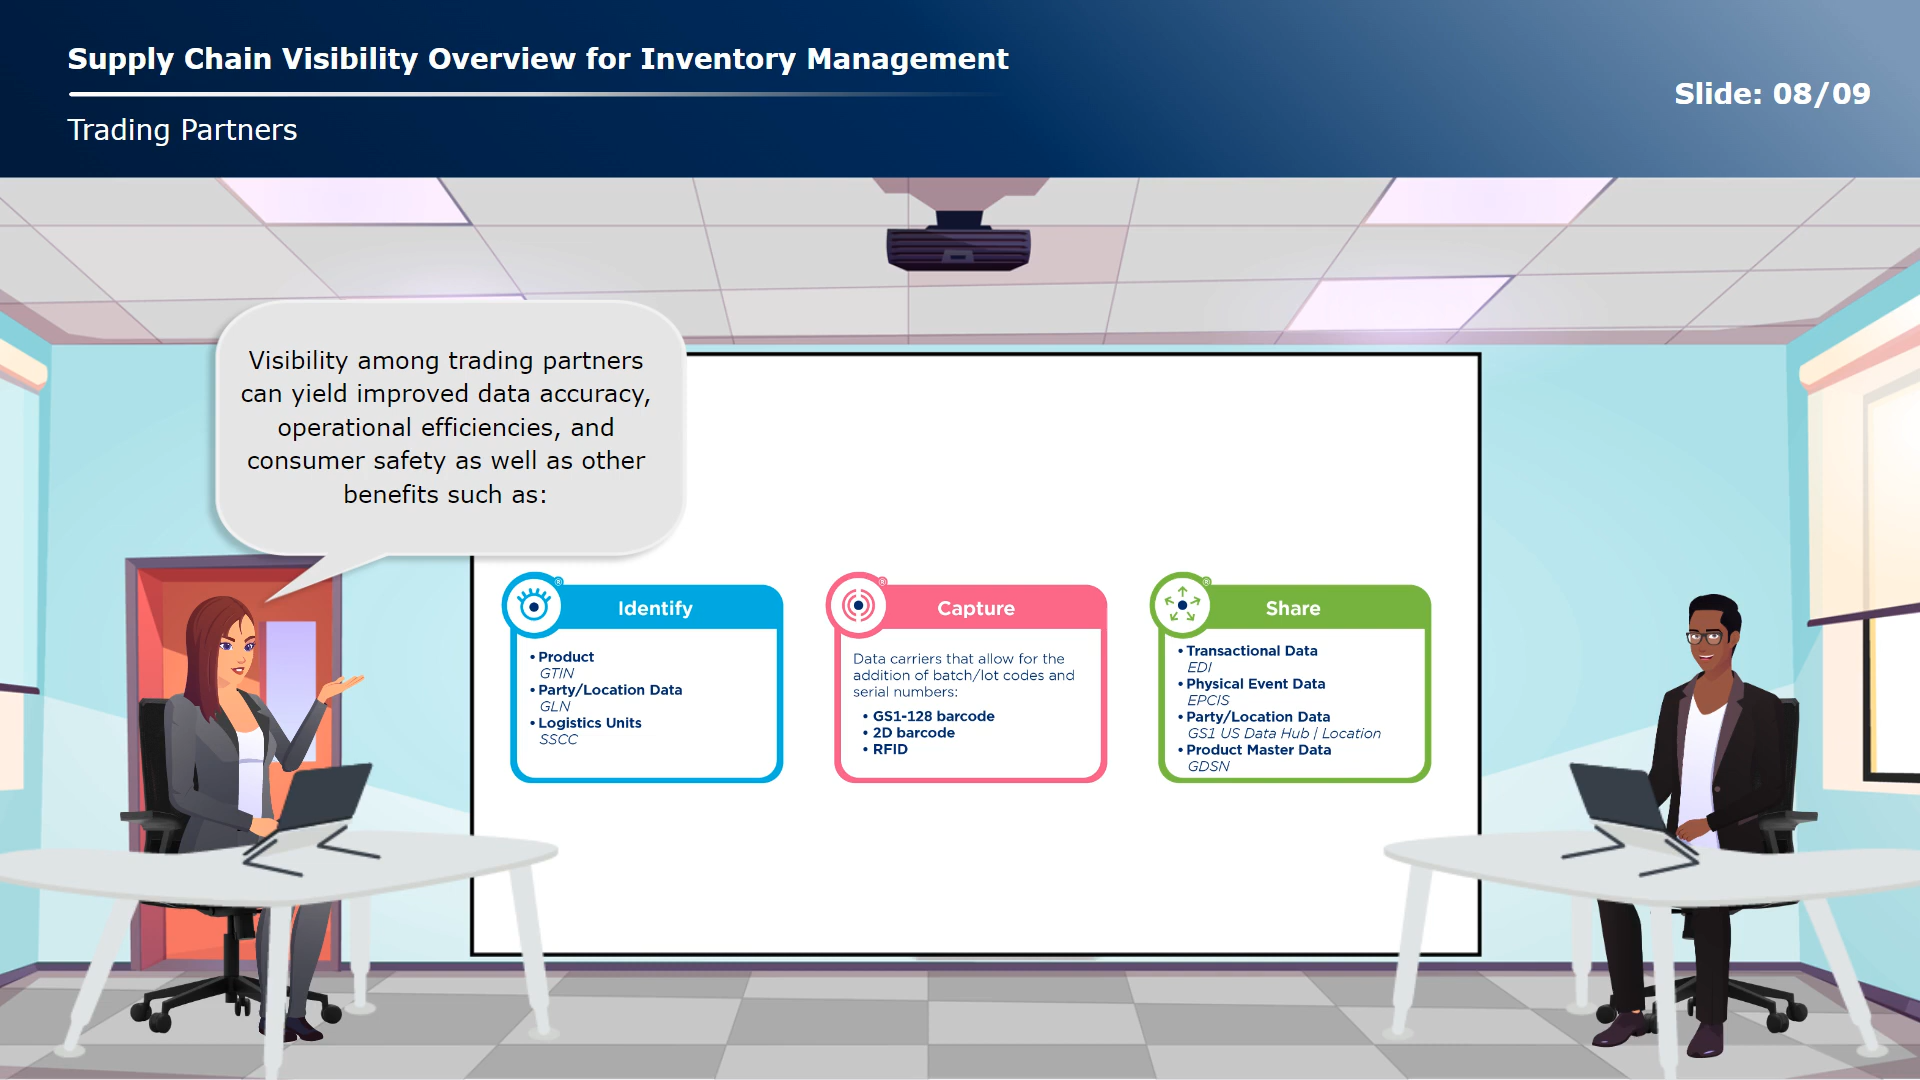 Supply Chain Visibility Overview for Inventory Management
Trading Partners
Slide: 08/09
Visibility among trading partners
can yield improved data accuracy,
operational efficiencies, and
consumer safety as well as other
benefits such as:
®
Identify
• Product
GTIN
• Party/Location Data
GLN
• Logistics Units
SSCC
®
Capture
Data carriers that allow for the
addition of batch/lot codes and
serial numbers:
• GS1-128 barcode
• 2D barcode
• RFID
®
Share
• Transactional Data
EDI
• Physical Event Data
EPCIS
• Party/Location Data
GS1 US Data Hub | Location
• Product Master Data
GDSN